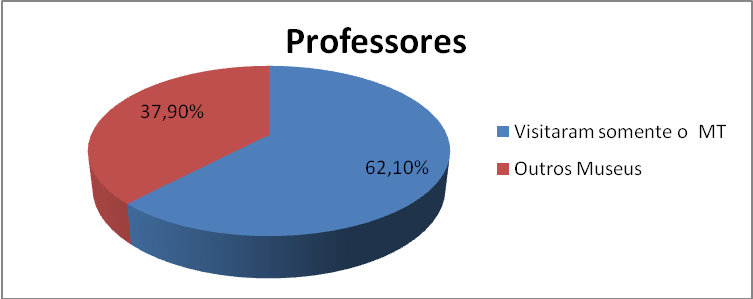 Professores
37,90%
62,10%
Visitaram somente o MT
Outros Museus